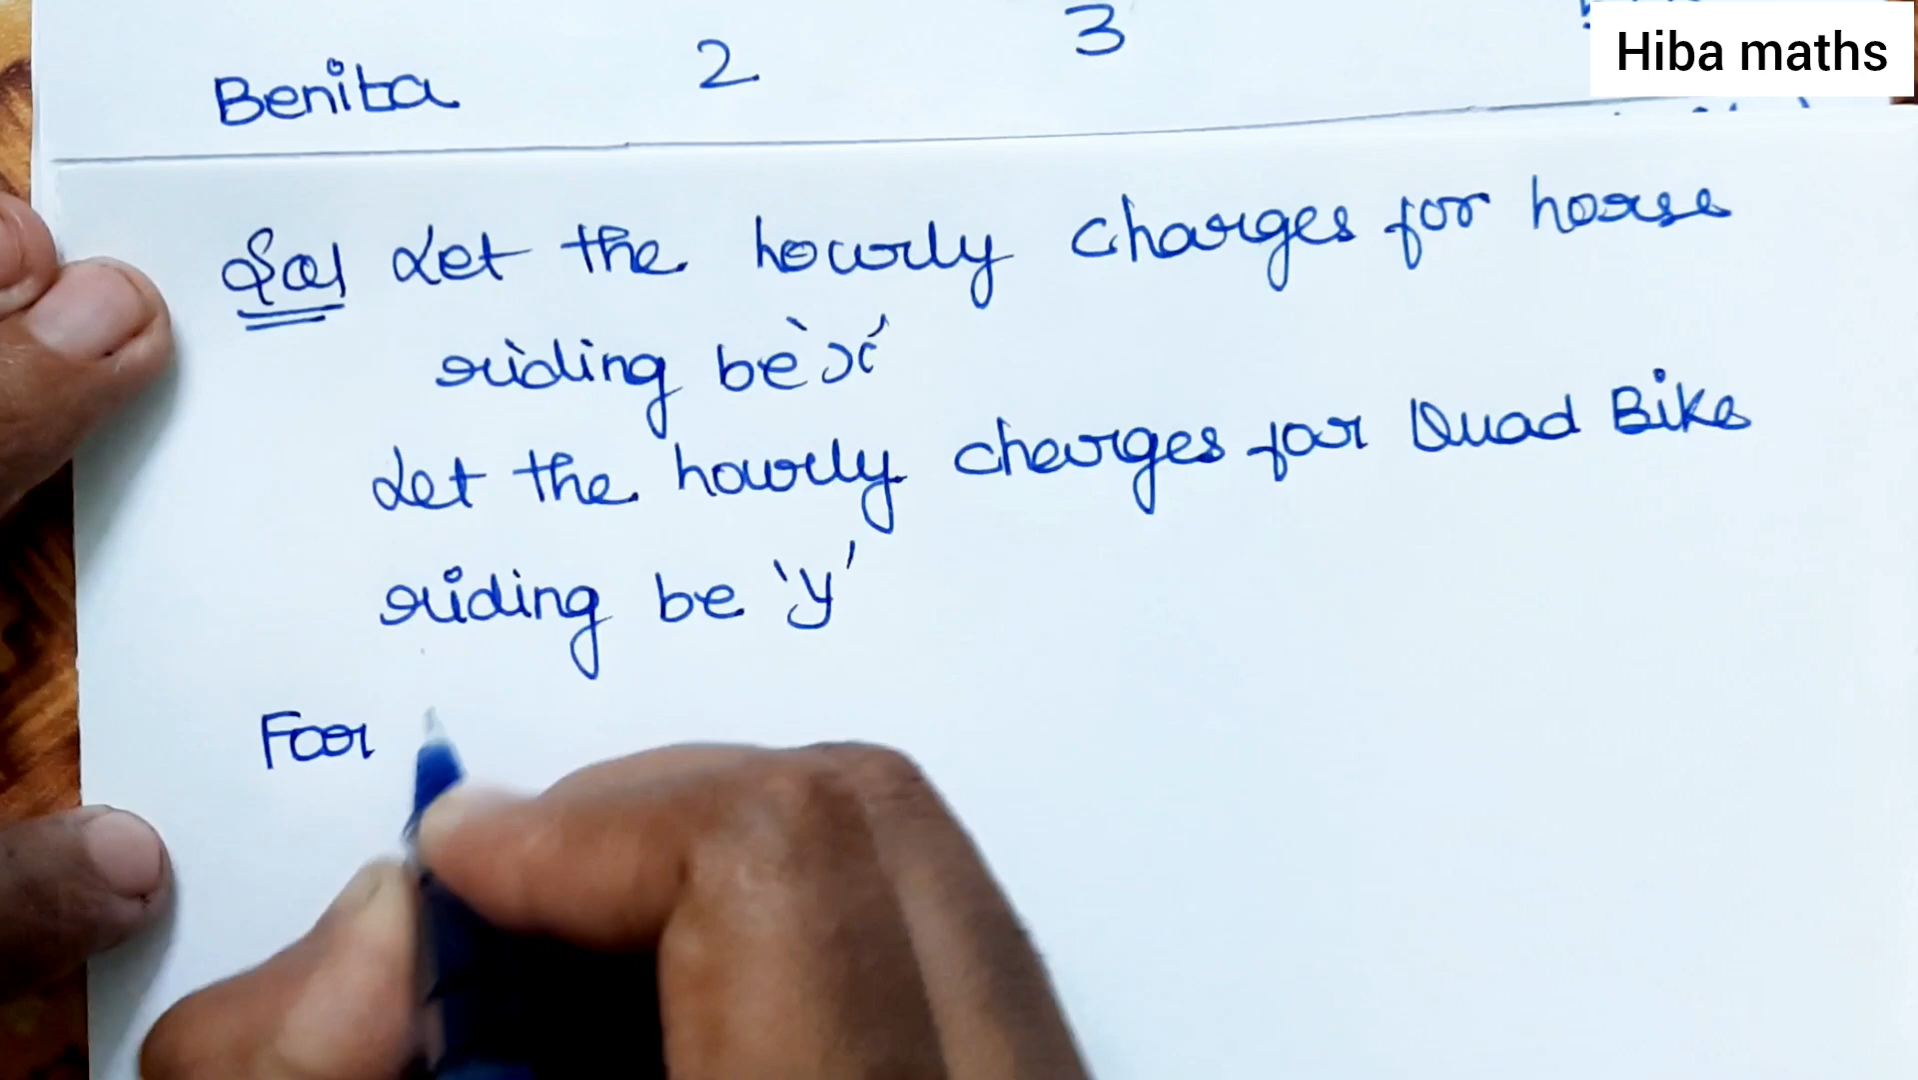 Hiba maths
Benita 2 3
Sol Let the hourly charges for horse
riding be 'x'
Let the hourly charges for Quad Bike
riding be 'y'
For